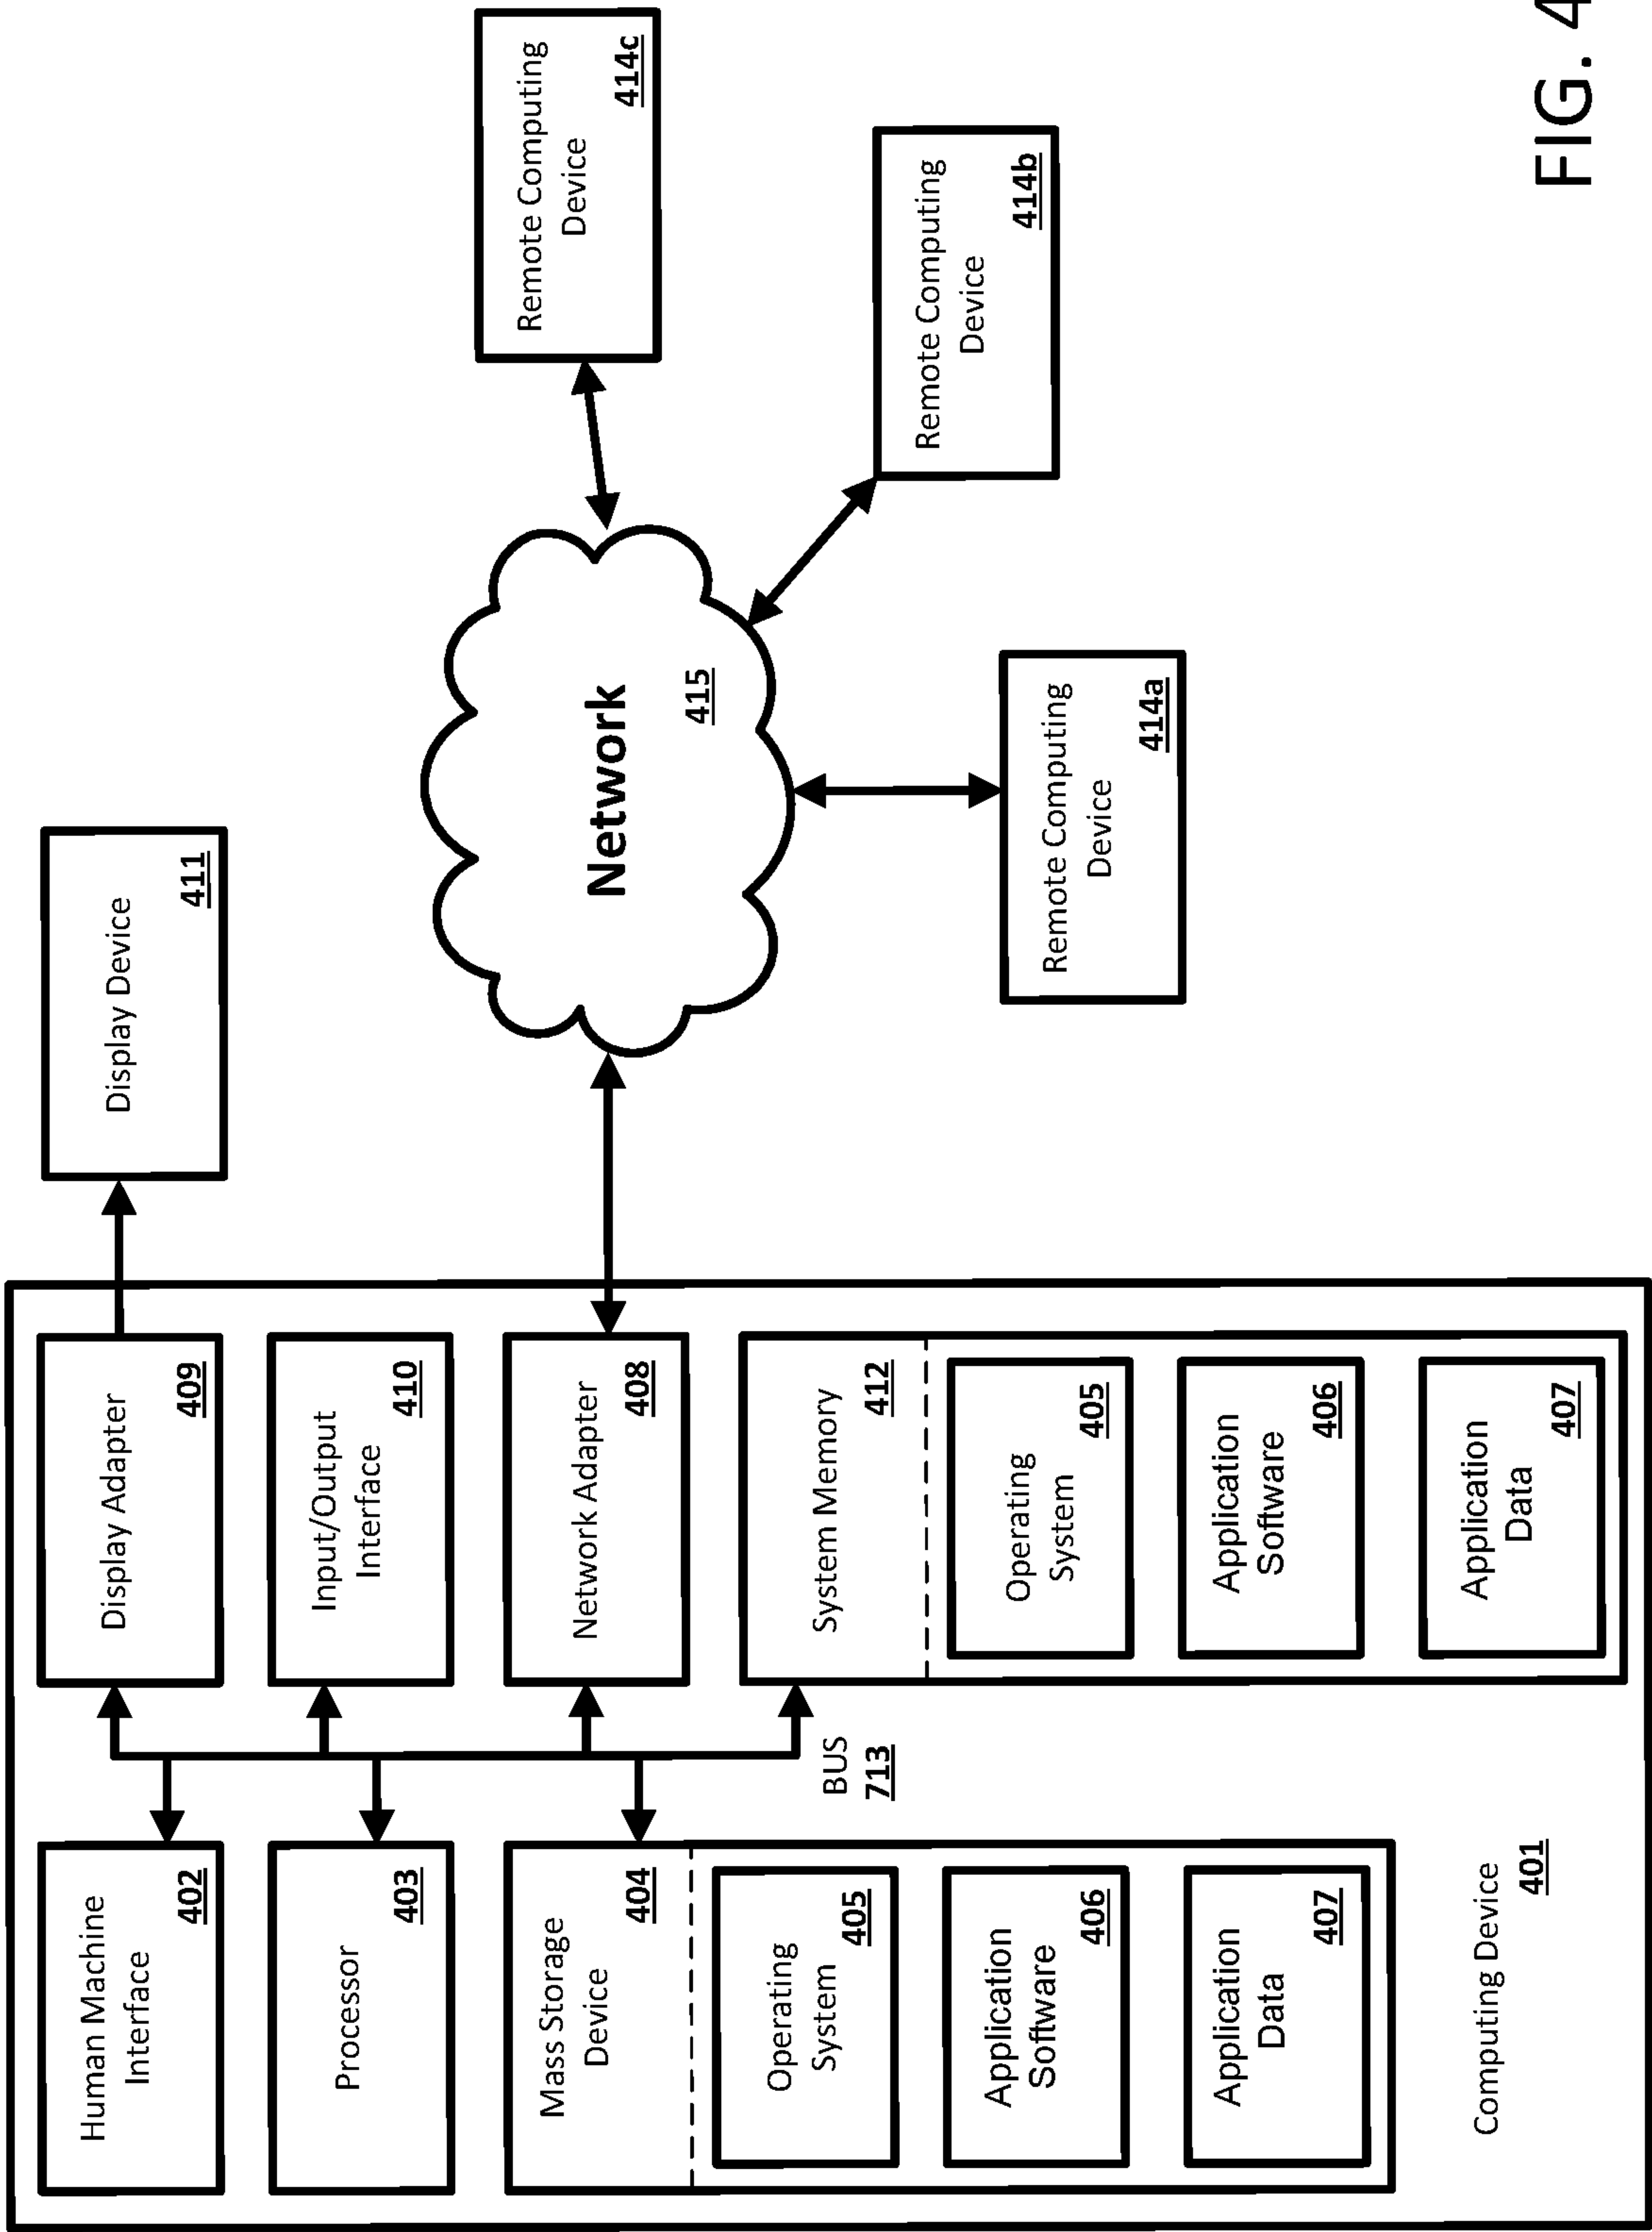 Human Machine
Interface
402
Processor
403
Mass Storage
Device
404
Operating
System
405
Application
Software
406
Application
Data
407
Computing Device
401
BUS
713
Display Adapter
409
Input/Output
Interface
410
Network Adapter
408
System Memory
412
Operating
System
405
Application
Software
406
Application
Data
407
Display Device
411
Network
415
Remote Computing
Device
414a
Remote Computing
Device
414b
Remote Computing
Device
414c
FIG. 4